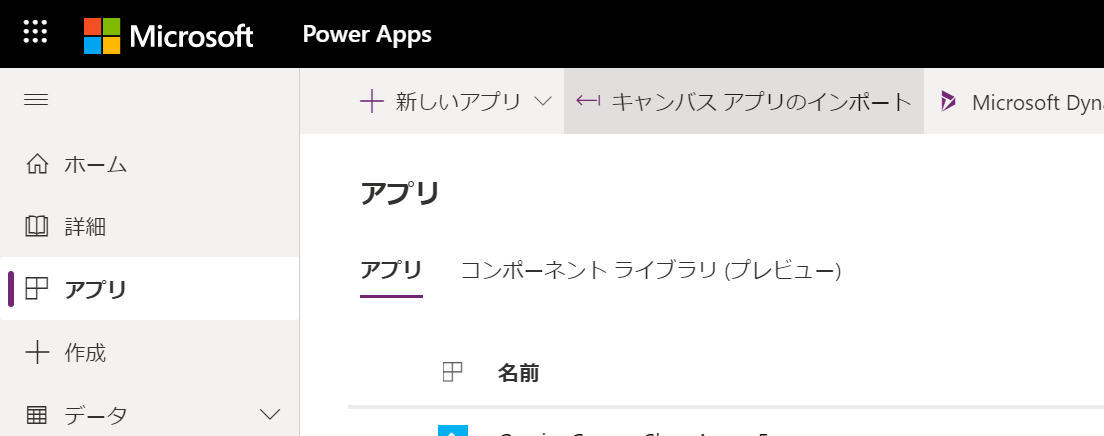 Microsoft Power Apps
新しいアプリ キャンバス アプリのインポート Microsoft
ホーム
詳細
アプリ
作成
データ
アプリ
アプリ コンポーネント ライブラリ (プレビュー)
名前